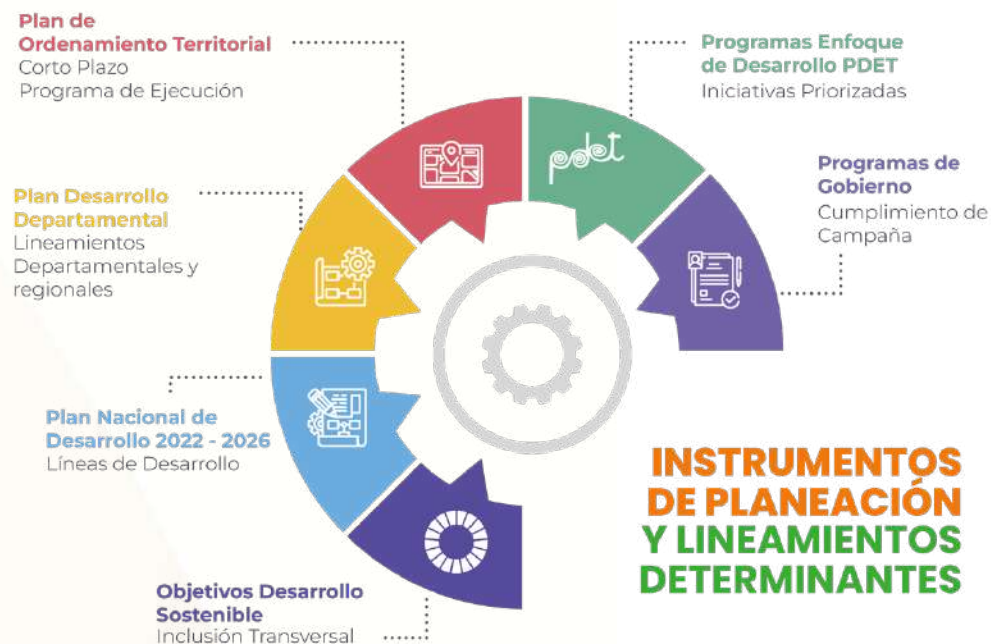 Plan de
Ordenamiento Territorial
Corto Plazo
Programa de Ejecución
Programas Enfoque
de Desarrollo PDET
Iniciativas Priorizadas
pdet
Programas de
Gobierno
Cumplimiento de
Campaña
Plan Desarrollo
Departamental
Lineamientos
Departamentales y
regionales
Plan Nacional de
Desarrollo 2022 - 2026
Líneas de Desarrollo
Objetivos Desarrollo
Sostenible
Inclusión Transversal
INSTRUMENTOS
DE PLANEACIÓN
Y LINEAMIENTOS
DETERMINANTES